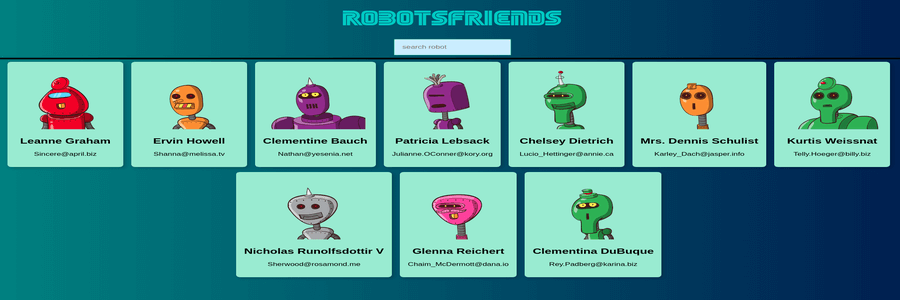 ROBOTSFRIENDS
search robot
Leanne Graham
Sincere@april.biz
Ervin Howell
Shanna@melissa.tv
Clementine Bauch
Nathan@yesenia.net
Patricia Lebsack
Julianne.OConner@kory.org
Chelsey Dietrich
Lucio_Hettinger@annie.ca
Mrs. Dennis Schulist
Karley_Dach@jasper.info
Kurtis Weissnat
Telly.Hoeger@billy.biz
Nicholas Runolfsdottir V
Sherwood@rosamond.me
Glenna Reichert
Chaim_McDermott@dana.io
Clementina DuBuque
Rey.Padberg@karina.biz